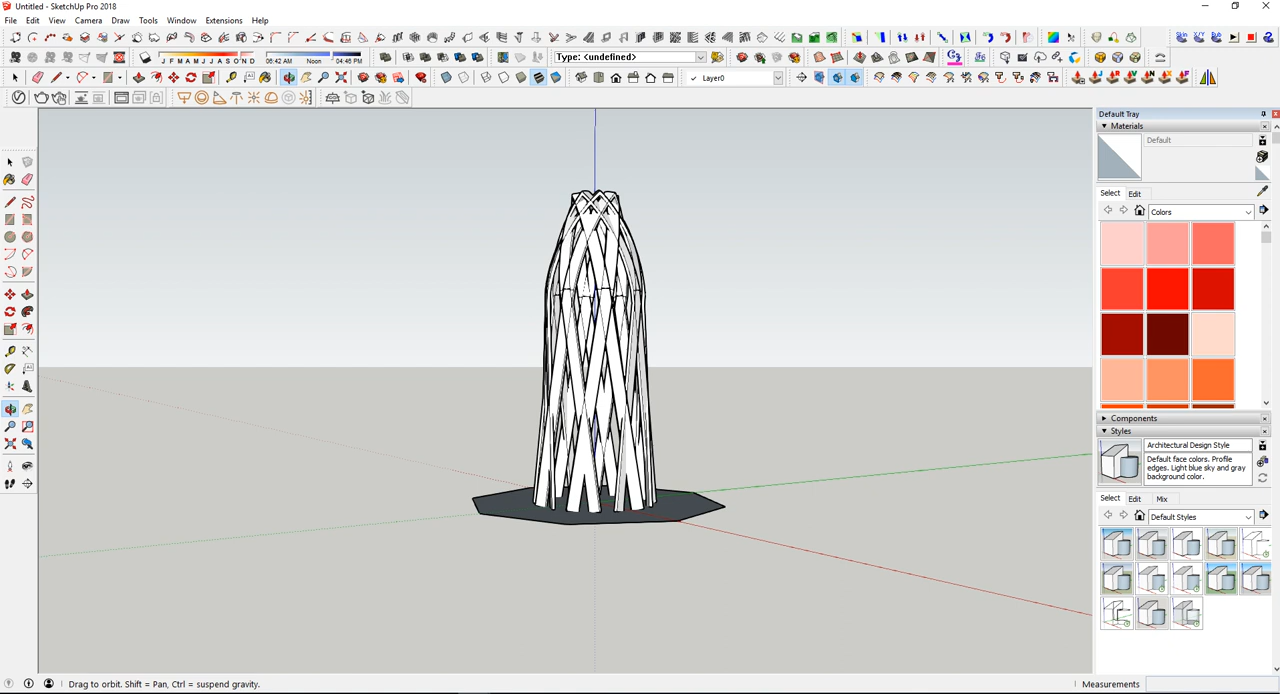 Untitled - SketchUp Pro 2018
File Edit View Camera Draw Tools Window Extensions Help
Type: <undefined>
J F M A M J J A S O N D
05:42 AM Noon 04:46 PM
Layer0
Default Tray
Materials
Default
Select Edit
Colors
Components
Styles
Architectural Design Style
Default face colors. Profile
edges. Light blue sky and gray
background color.
Select Edit Mix
Default Styles
Drag to orbit. Shift = Pan, Ctrl = suspend gravity.
Measurements